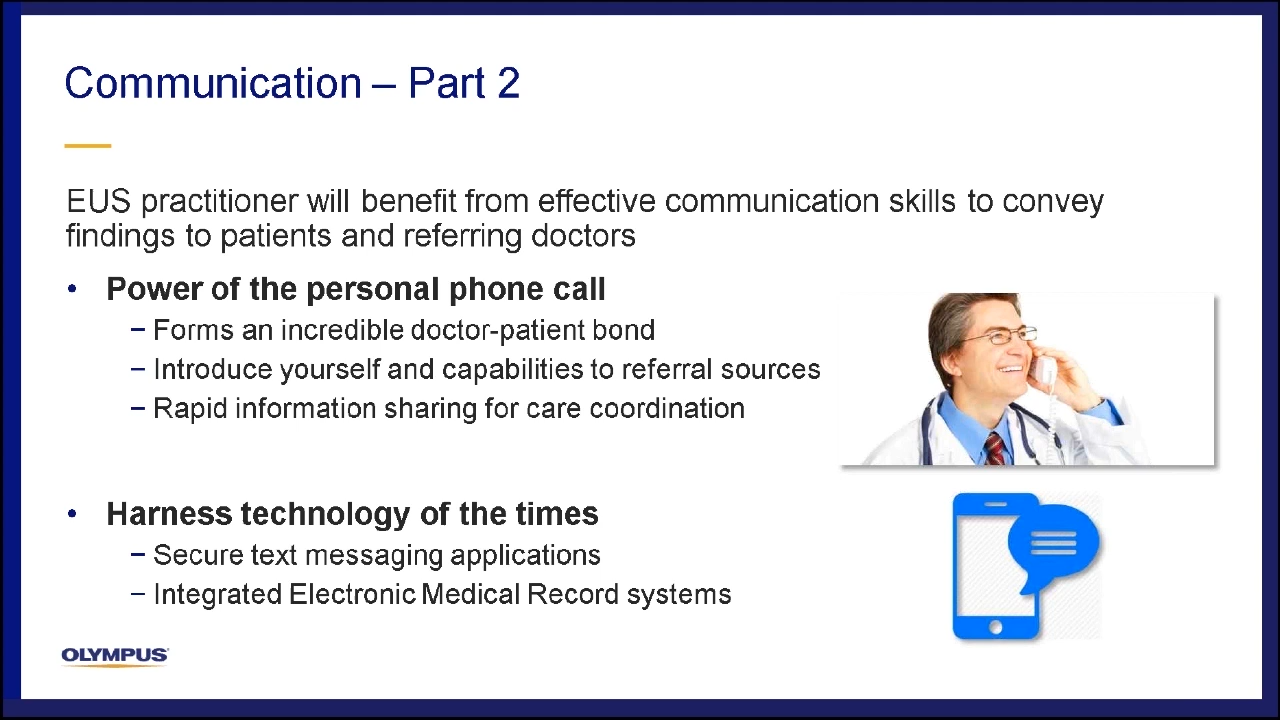 Communication – Part 2
EUS practitioner will benefit from effective communication skills to convey
findings to patients and referring doctors
• Power of the personal phone call
− Forms an incredible doctor-patient bond
− Introduce yourself and capabilities to referral sources
− Rapid information sharing for care coordination
• Harness technology of the times
− Secure text messaging applications
− Integrated Electronic Medical Record systems
OLYMPUS